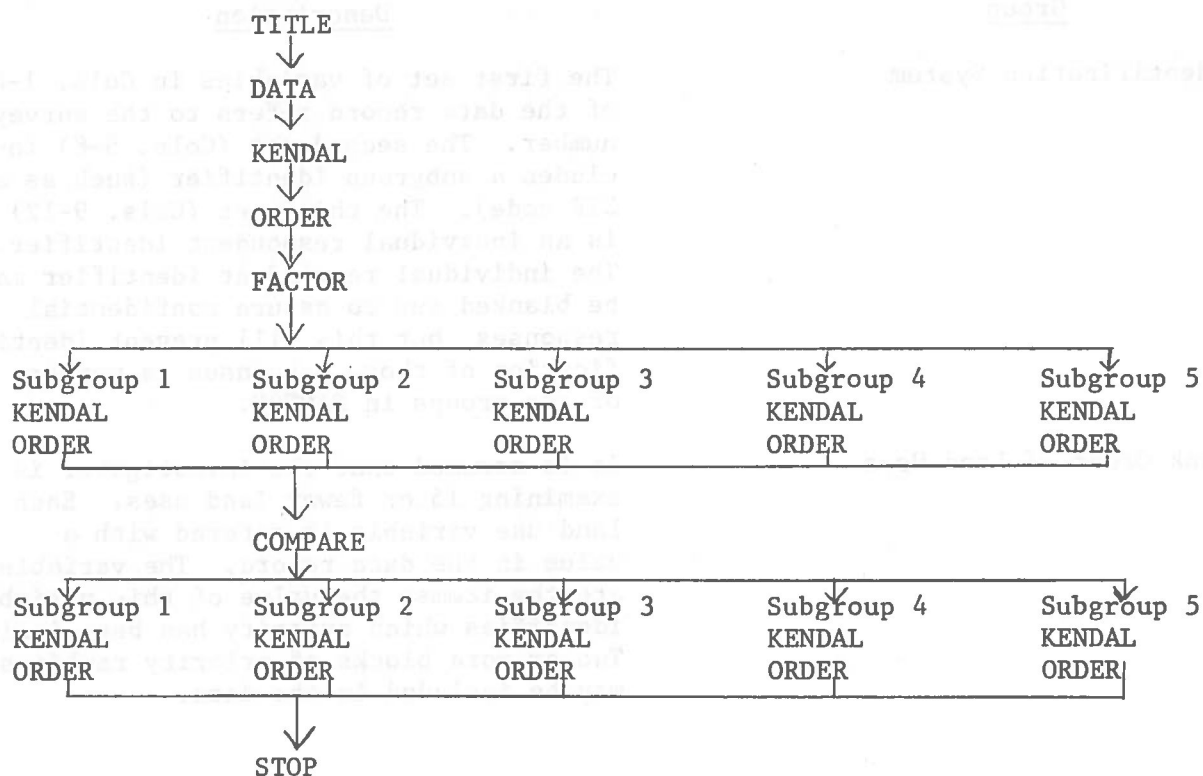 TITLE
DATA
KENDAL
ORDER
FACTOR
Subgroup 1 Subgroup 2 Subgroup 3 Subgroup 4 Subgroup 5
KENDAL KENDAL KENDAL KENDAL KENDAL
ORDER ORDER ORDER ORDER ORDER
COMPARE
Subgroup 1 Subgroup 2 Subgroup 3 Subgroup 4 Subgroup 5
KENDAL KENDAL KENDAL KENDAL KENDAL
ORDER ORDER ORDER ORDER ORDER
STOP